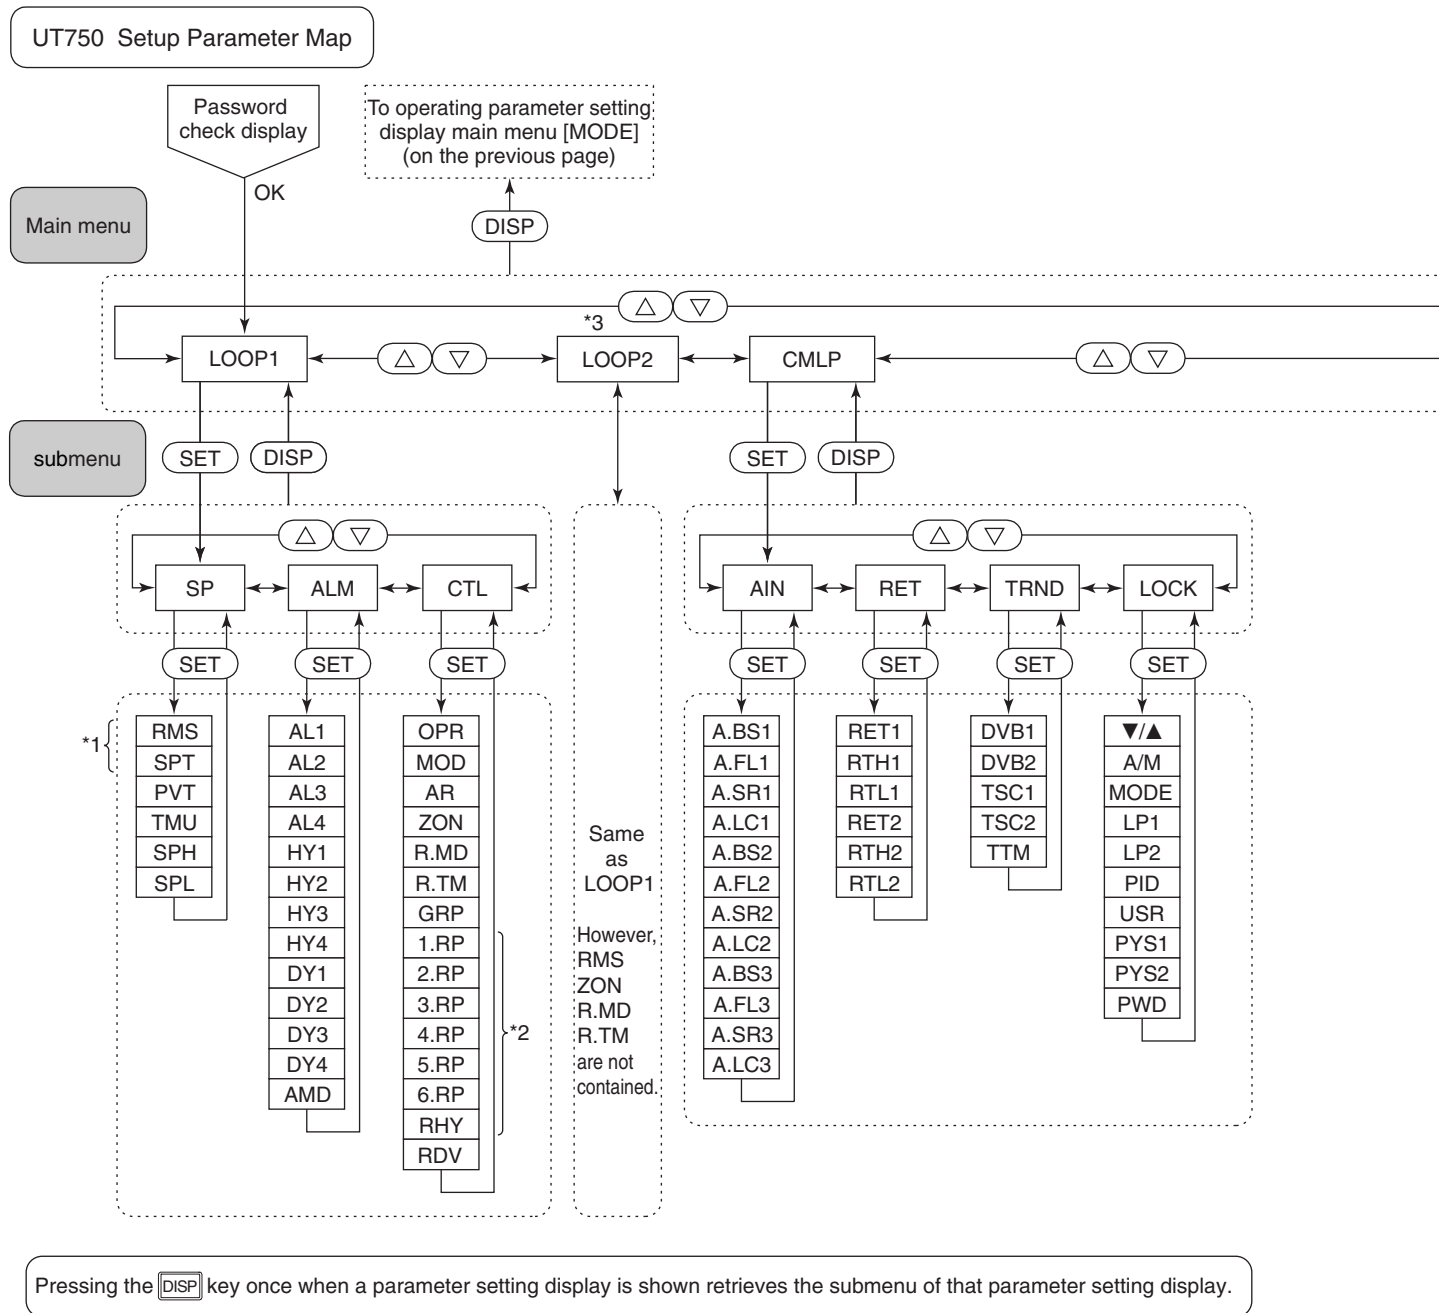 UT750 Setup Parameter Map
Password
check display
To operating parameter setting
display main menu [MODE]
(on the previous page)
OK
Main menu
DISP
△ ▽
*3
LOOP1
△ ▽
LOOP2
CMLP
△ ▽
submenu
SET
DISP
SET
DISP
△ ▽
△ ▽
SP
ALM
CTL
AIN
RET
TRND
LOCK
SET
SET
SET
SET
SET
SET
SET
*1
RMS
SPT
PVT
TMU
SPH
SPL
AL1
AL2
AL3
AL4
HY1
HY2
HY3
HY4
DY1
DY2
DY3
DY4
AMD
OPR
MOD
AR
ZON
R.MD
R.TM
GRP
1.RP
2.RP
3.RP
4.RP
5.RP
6.RP
RHY
RDV
*2
Same
as
LOOP1
However,
RMS
ZON
R.MD
R.TM
are not
contained.
A.BS1
A.FL1
A.SR1
A.LC1
A.BS2
A.FL2
A.SR2
A.LC2
A.BS3
A.FL3
A.SR3
A.LC3
RET1
RTH1
RTL1
RET2
RTH2
RTL2
DVB1
DVB2
TSC1
TSC2
TTM
▼/▲
A/M
MODE
LP1
LP2
PID
USR
PYS1
PYS2
PWD
Pressing the DISP key once when a parameter setting display is shown retrieves the submenu of that parameter setting display.